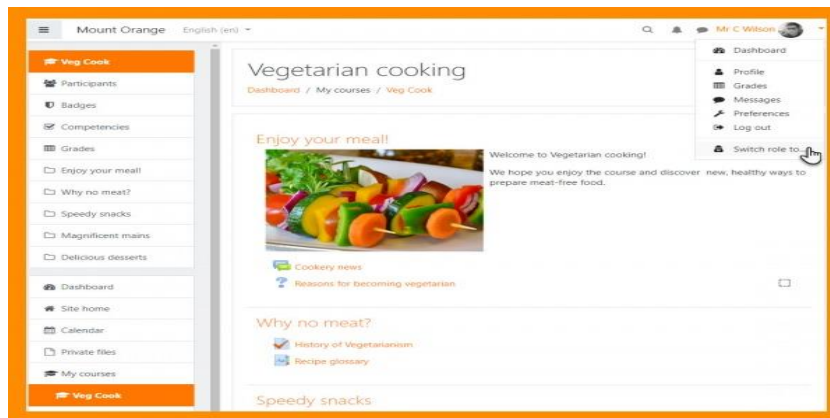 Mount Orange English (en)
Mr C Wilson
Veg Cook
Participants
Badges
Competencies
Grades
Enjoy your meal!
Why no meat?
Speedy snacks
Magnificent mains
Delicious desserts
Dashboard
Site home
Calendar
Private files
My courses
Veg Cook
Vegetarian cooking
Dashboard / My courses / Veg Cook
Dashboard
Profile
Grades
Messages
Preferences
Log out
Switch role to...
Enjoy your meal!
Welcome to Vegetarian cooking!
We hope you enjoy the course and discover new, healthy ways to
prepare meat-free food.
Cookery news
Reasons for becoming vegetarian
Why no meat?
History of Vegetarianism
Recipe glossary
Speedy snacks